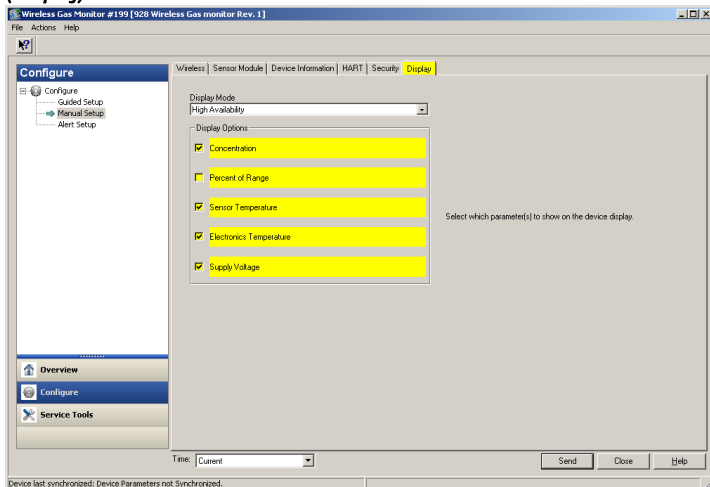 Wireless Gas Monitor #199 [928 Wireless Gas monitor Rev. 1]
File Actions Help
Configure
Wireless Sensor Module Device Information HART Security Display
Configure
Guided Setup
Manual Setup
Alert Setup
Display Mode
High Availability
Display Options
Concentration
Percent of Range
Sensor Temperature
Electronics Temperature
Supply Voltage
Select which parameter(s) to show on the device display.
Overview
Configure
Service Tools
Time: Current
Send Close Help
Device last synchronized: Device Parameters not Synchronized.